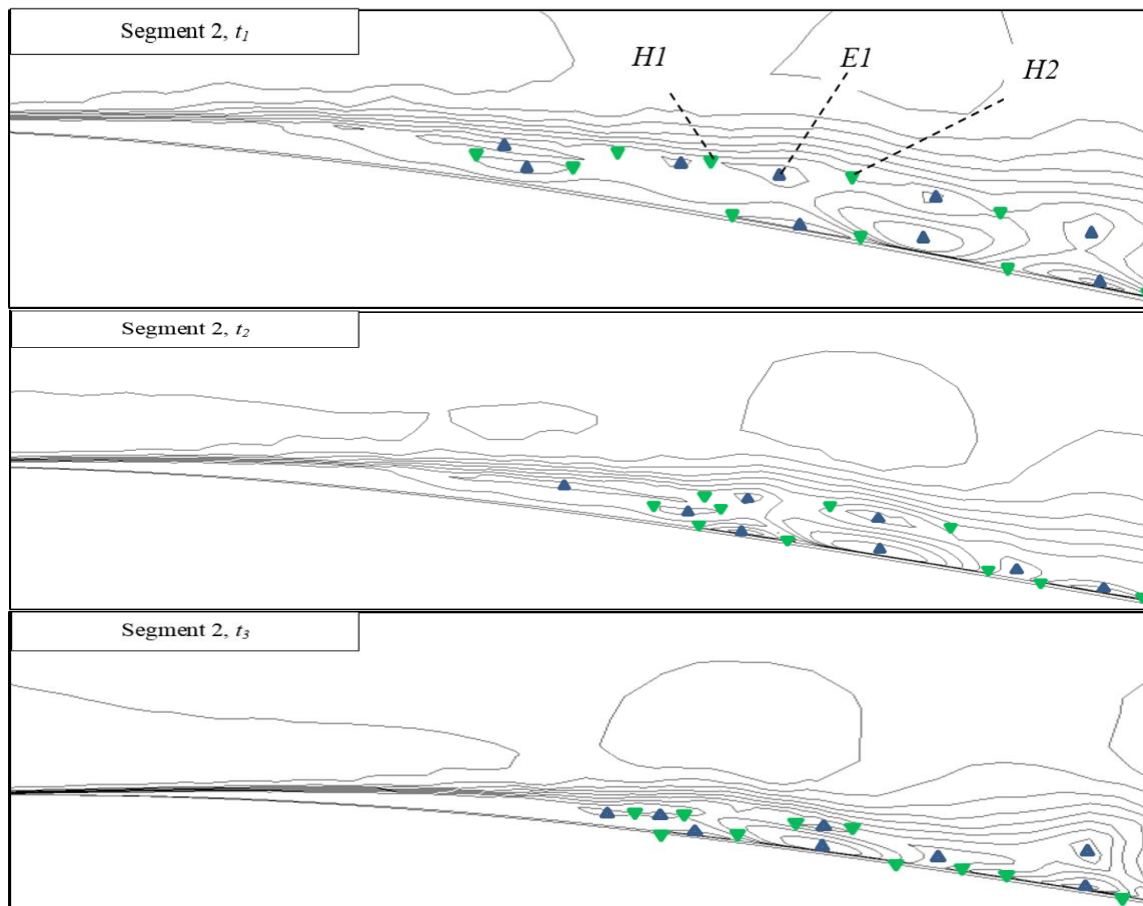 Segment 2, t1
H1
E1
H2
Segment 2, t2
Segment 2, t3